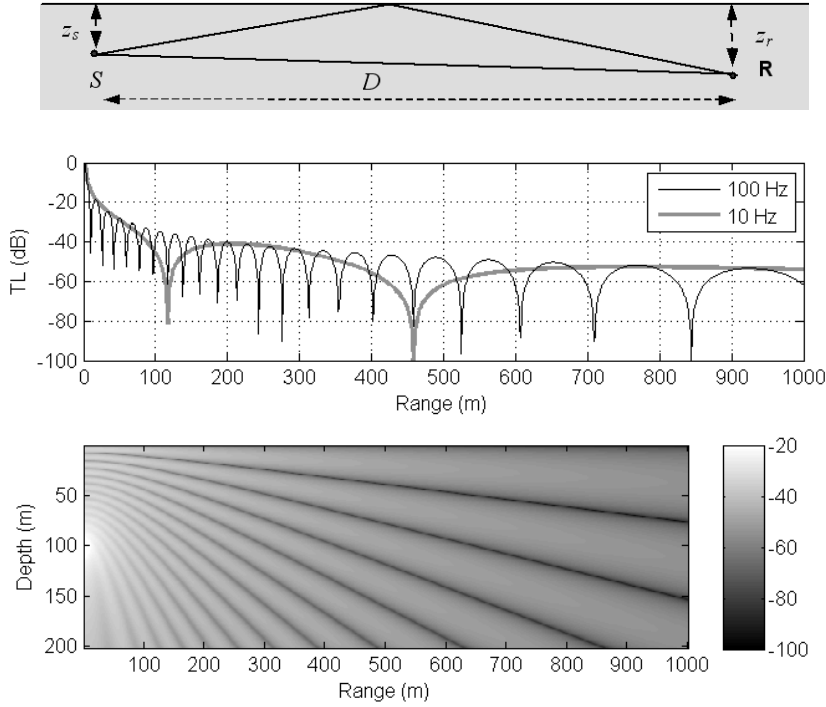 z_s
z_r
S
D
R
0
-20
-40
-60
-80
-100
TL (dB)
100 Hz
10 Hz
0 100 200 300 400 500 600 700 800 900 1000
Range (m)
50
100
150
200
Depth (m)
100 200 300 400 500 600 700 800 900 1000
Range (m)
-20
-40
-60
-80
-100